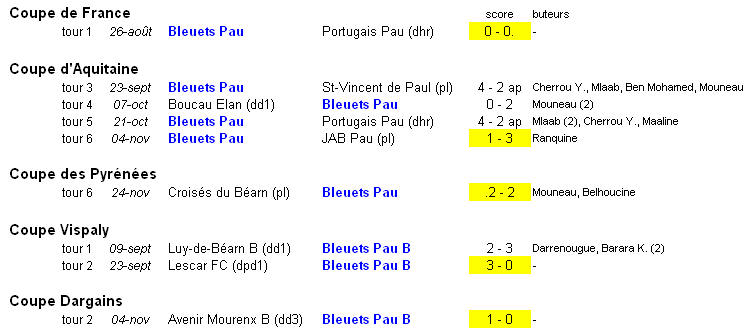 Coupe de France score buteurs
tour 1 26-août Bleuets Pau Portugais Pau (dhr) 0 - 0. -
Coupe d'Aquitaine
tour 3 23-sept Bleuets Pau St-Vincent de Paul (pl) 4 - 2 ap Cherrou Y., Mlaab, Ben Mohamed, Mouneau
tour 4 07-oct Boucau Elan (dd1) Bleuets Pau 0 - 2 Mouneau (2)
tour 5 21-oct Bleuets Pau Portugais Pau (dhr) 4 - 2 ap Mlaab (2), Cherrou Y., Maaline
tour 6 04-nov Bleuets Pau JAB Pau (pl) 1 - 3 Ranquine
Coupe des Pyrénées
tour 6 24-nov Croisés du Béarn (pl) Bleuets Pau .2 - 2 Mouneau, Belhoucine
Coupe Vispaly
tour 1 09-sept Luy-de-Béarn B (dd1) Bleuets Pau B 2 - 3 Darrenougue, Barara K. (2)
tour 2 23-sept Lescar FC (dpd1) Bleuets Pau B 3 - 0 -
Coupe Dargains
tour 2 04-nov Avenir Mourenx B (dd3) Bleuets Pau B 1 - 0 -